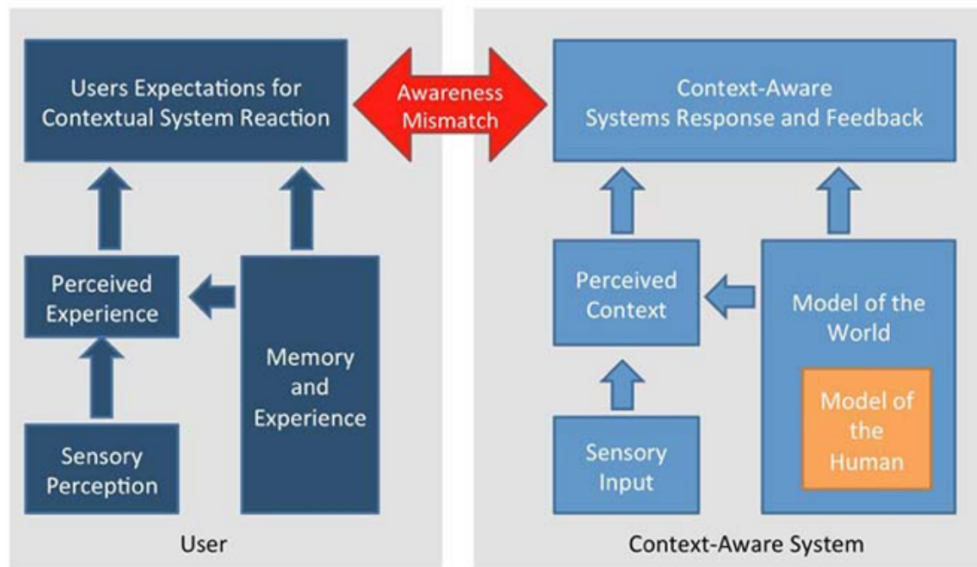 Users Expectations for
Contextual System Reaction
Awareness
Mismatch
Context-Aware
Systems Response and Feedback
Perceived
Experience
Memory
and
Experience
Sensory
Perception
User
Perceived
Context
Model of the
World
Model of
the
Human
Sensory
Input
Context-Aware System